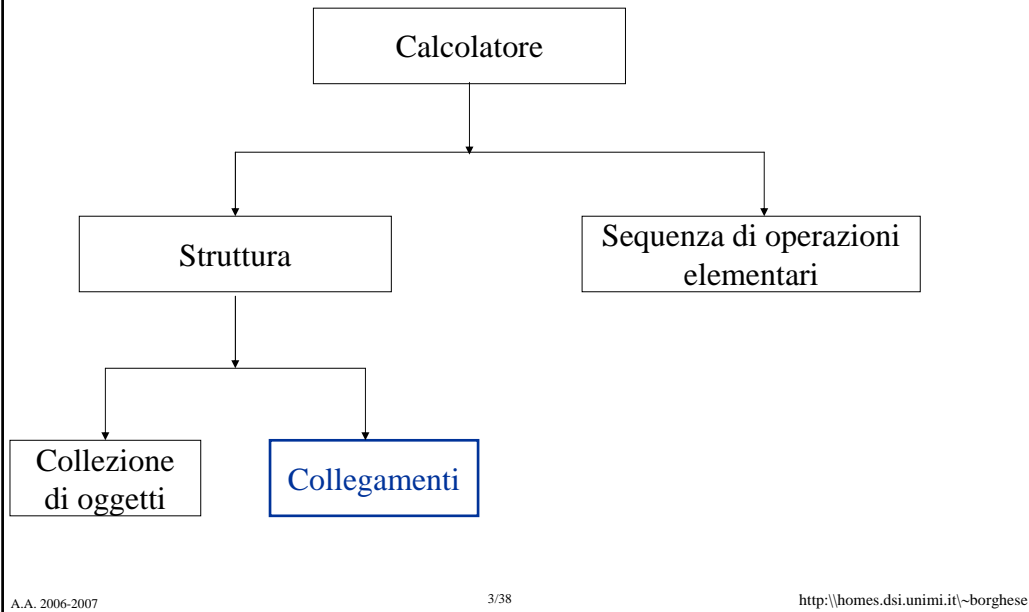 Calcolatore
Struttura
Sequenza di operazioni
elementari
Collezione
di oggetti
Collegamenti
A.A. 2006-2007
3/38
http:\\homes.dsi.unimi.it\~borghese